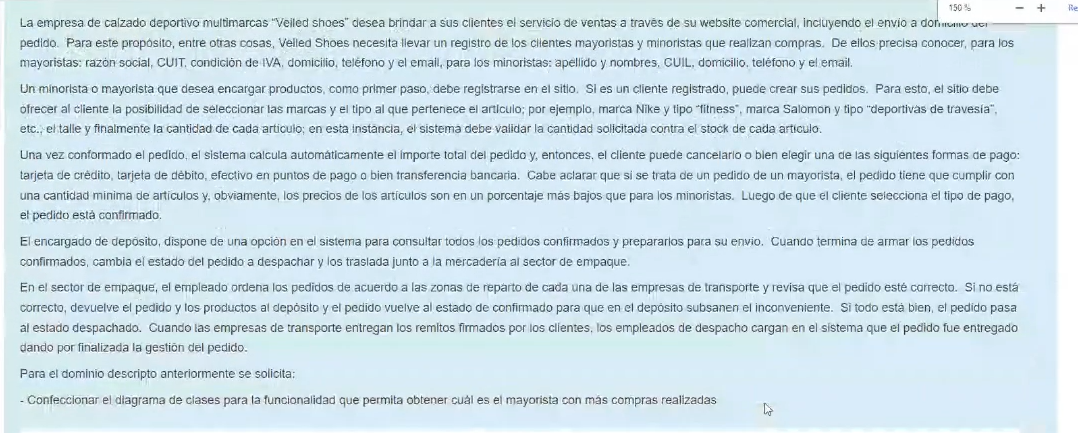 150 %
La empresa de calzado deportivo multimarcas "Velled shoes" desea brindar a sus clientes el servicio de ventas a través de su website comercial, incluyendo el envío a domicilio del
pedido. Para este propósito, entre otras cosas, Velled Shoes necesita llevar un registro de los clientes mayoristas y minoristas que realizan compras. De ellos precisa conocer, para los
mayoristas: razón social, CUIT, condición de IVA, domicilio, teléfono y el email, para los minoristas: apellido y nombres, CUIL, domicilio, teléfono y el email.
Un minorista o mayorista que desea encargar productos, como primer paso, debe registrarse en el sitio. Si es un cliente registrado, puede crear sus pedidos. Para esto, el sitio debe
ofrecer al cliente la posibilidad de seleccionar las marcas y el tipo al que pertenece el artículo; por ejemplo, marca Nike y tipo "fitness", marca Salomon y tipo "deportivas de travesía",
etc.; el talle y finalmente la cantidad de cada artículo; en esta instancia, el sistema debe validar la cantidad solicitada contra el stock de cada artículo.
Una vez conformado el pedido, el sistema calcula automáticamente el importe total del pedido y, entonces, el cliente puede cancelarlo o bien elegir una de las siguientes formas de pago:
tarjeta de crédito, tarjeta de débito, efectivo en puntos de pago o bien transferencia bancaria. Cabe aclarar que si se trata de un pedido de un mayorista, el pedido tiene que cumplir con
una cantidad mínima de artículos y, obviamente, los precios de los artículos son en un porcentaje más bajos que para los minoristas. Luego de que el cliente selecciona el tipo de pago,
el pedido está confirmado.
El encargado de depósito, dispone de una opción en el sistema para consultar todos los pedidos confirmados y prepararlos para su envío. Cuando termina de armar los pedidos
confirmados, cambia el estado del pedido a despachar y los traslada junto a la mercadería al sector de empaque.
En el sector de empaque, el empleado ordena los pedidos de acuerdo a las zonas de reparto de cada una de las empresas de transporte y revisa que el pedido esté correcto. Si no está
correcto, devuelve el pedido y los productos al depósito y el pedido vuelve al estado de confirmado para que en el depósito subsanen el inconveniente. Si todo está bien, el pedido pasa
al estado despachado. Cuando las empresas de transporte entregan los remitos firmados por los clientes, los empleados de despacho cargan en el sistema que el pedido fue entregado
dando por finalizada la gestión del pedido.
Para el dominio descripto anteriormente se solicita:
- Confeccionar el diagrama de clases para la funcionalidad que permita obtener cuál es el mayorista con más compras realizadas